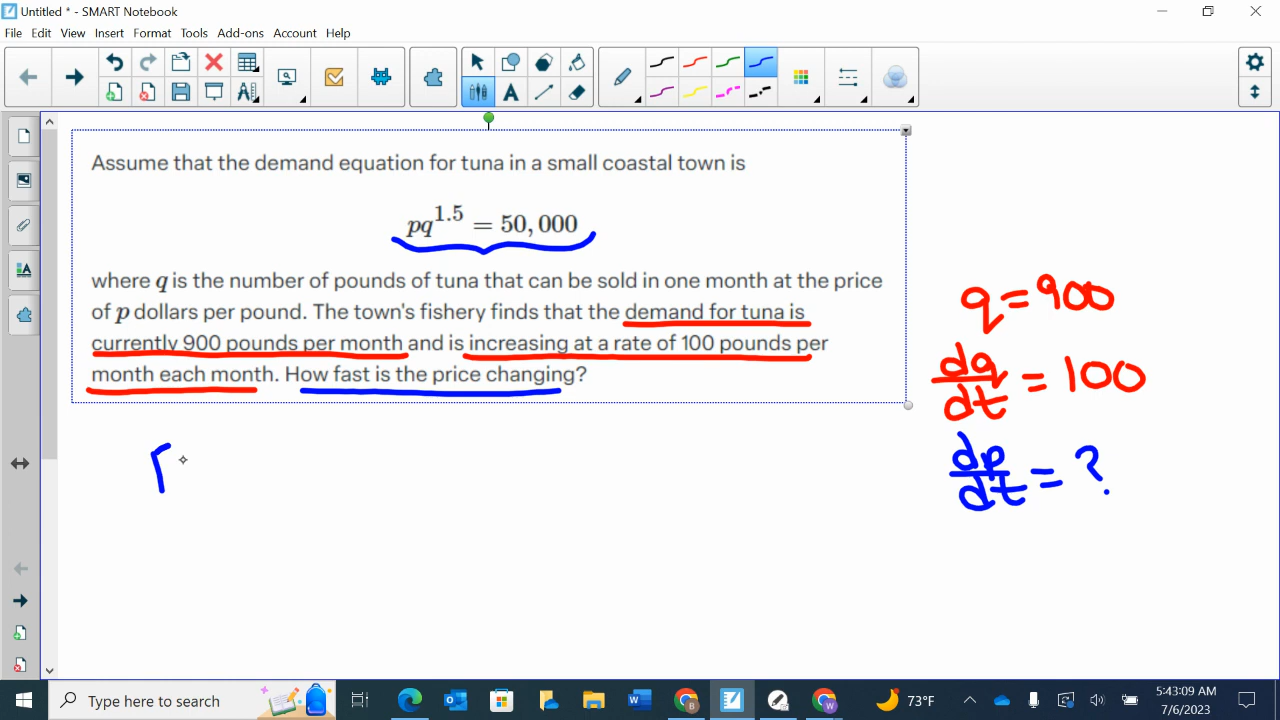 Untitled * - SMART Notebook
File Edit View Insert Format Tools Add-ons Account Help
Assume that the demand equation for tuna in a small coastal town is
pq^1.5 = 50,000
where q is the number of pounds of tuna that can be sold in one month at the price
of p dollars per pound. The town's fishery finds that the demand for tuna is
currently 900 pounds per month and is increasing at a rate of 100 pounds per
month each month. How fast is the price changing?
q = 900
dq/dt = 100
dp/dt = ?
Type here to search
73°F
5:43:09 AM
7/6/2023